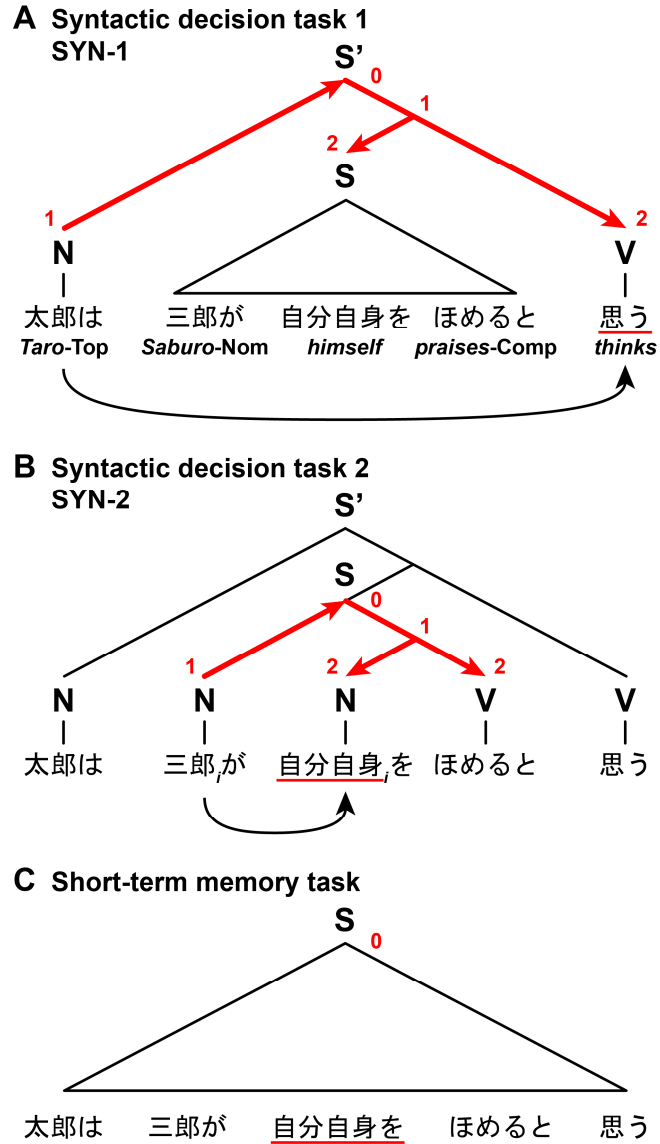 A Syntactic decision task 1
SYN-1
S’
0
1
2
S
1
2
N
V
太郎は 三郎が 自分自身を ほめると 思う
Taro-Top Saburo-Nom himself praises-Comp thinks
B Syntactic decision task 2
SYN-2
S’
S
0
1
1 2 2
N N N V V
太郎は 三郎iが 自分自身iを ほめると 思う
C Short-term memory task
S
0
太郎は 三郎が 自分自身を ほめると 思う